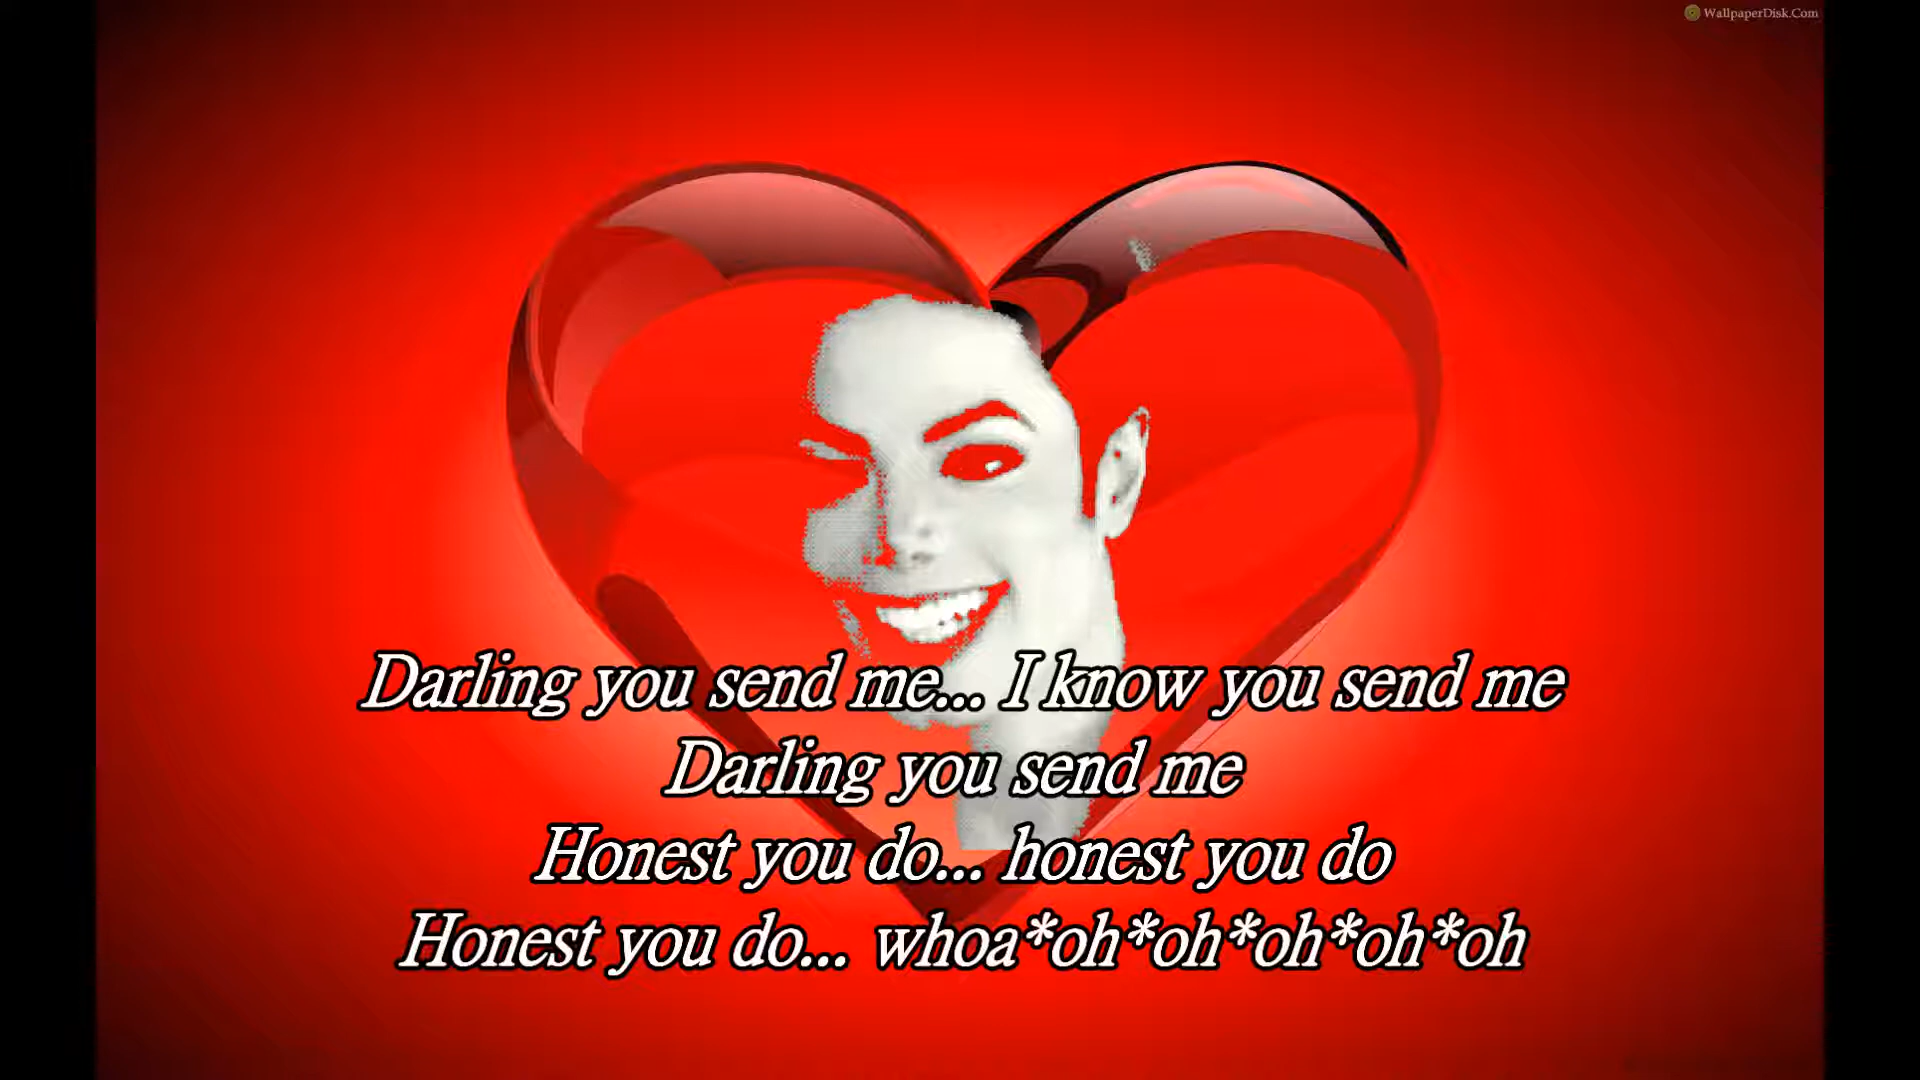 WallpaperDisk.Com
Darling you send me... I know you send me
Darling you send me
Honest you do... honest you do
Honest you do... whoa*oh*oh*oh*oh*oh